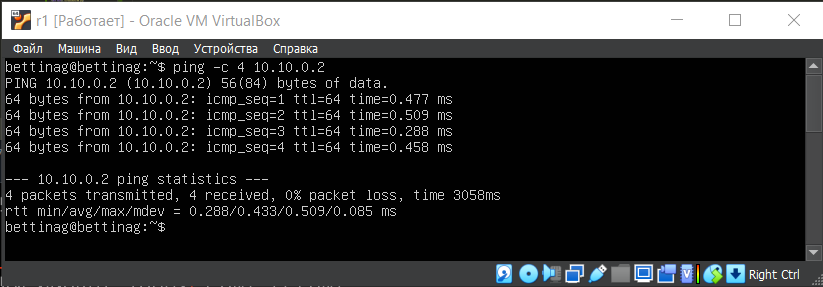 r1 [Работает] - Oracle VM VirtualBox
Файл Машина Вид Ввод Устройства Справка
bettinag@bettinag:~$ ping -c 4 10.10.0.2
PING 10.10.0.2 (10.10.0.2) 56(84) bytes of data.
64 bytes from 10.10.0.2: icmp_seq=1 ttl=64 time=0.477 ms
64 bytes from 10.10.0.2: icmp_seq=2 ttl=64 time=0.509 ms
64 bytes from 10.10.0.2: icmp_seq=3 ttl=64 time=0.288 ms
64 bytes from 10.10.0.2: icmp_seq=4 ttl=64 time=0.458 ms
--- 10.10.0.2 ping statistics ---
4 packets transmitted, 4 received, 0% packet loss, time 3058ms
rtt min/avg/max/mdev = 0.288/0.433/0.509/0.085 ms
bettinag@bettinag:~$
Right Ctrl